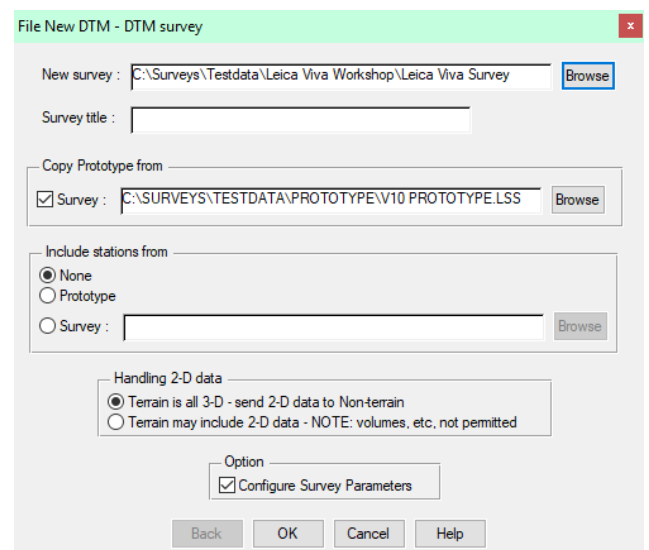 File New DTM - DTM survey
x
New survey : C:\Surveys\Testdata\Leica Viva Workshop\Leica Viva Survey Browse
Survey title :
Copy Prototype from
Survey : C:\SURVEYS\TESTDATA\PROTOTYPE\V10 PROTOTYPE.LSS Browse
Include stations from
None
Prototype
Survey : Browse
Handling 2-D data
Terrain is all 3-D - send 2-D data to Non-terrain
Terrain may include 2-D data - NOTE: volumes, etc, not permitted
Option
Configure Survey Parameters
Back OK Cancel Help